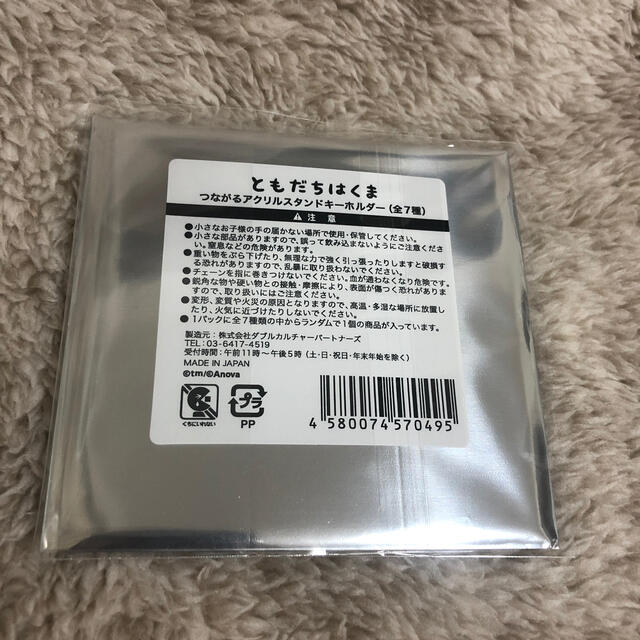 ともだちはくま
つながるアクリルスタンドキーホルダー(全7種)
注意
●小さなお子様の手の届かない場所で使用・保管してください。
●小さな部品がありますので、誤って飲み込まないようにご注意ください。窒息などの危険があります。
●重い物をぶら下げたり、無理な力で強く引っ張ったりしますと破損する恐れがありますので、乱暴に取り扱わないでください。
●チェーンを指に巻きつけないでください。血が通わなくなり危険です。
●鋭角な物や硬い物との接触・摩擦により、表面が傷つく恐れがありますので、取り扱いにはご注意ください。
●変形、変質や火災の原因となりますので、高温・多湿な場所に放置したり、火気に近づけたりしないでください。
●1パックに全7種類の中からランダムで1個の商品が入っています。
製造元:株式会社ダブルカルチャーパートナーズ
TEL:03-6417-4519
受付時間:午前11時〜午後5時(土・日・祝日・年末年始を除く)
MADE IN JAPAN
©tm/©Anova
くちにいれない
プラ
PP
4 580074 570495